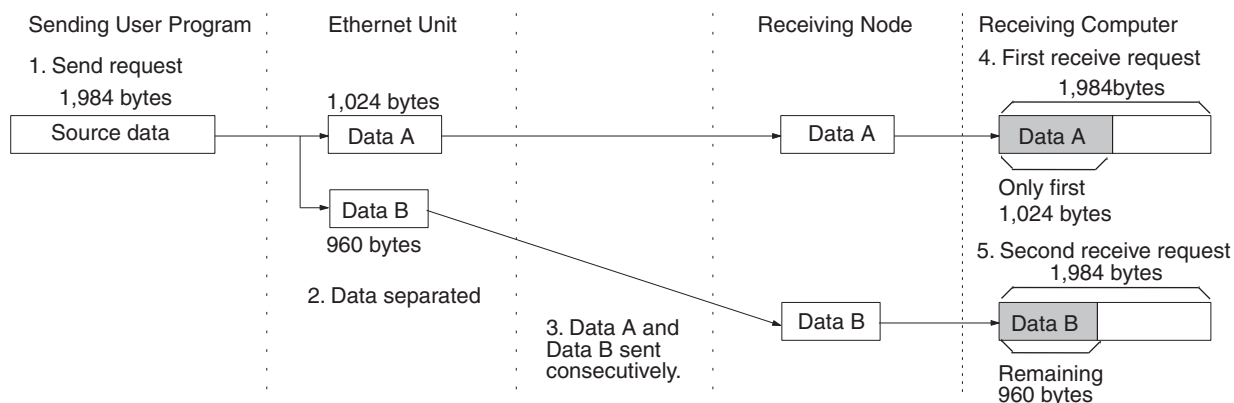 Sending User Program
Ethernet Unit
Receiving Node
Receiving Computer
1. Send request
1,984 bytes
Source data
1,024 bytes
Data A
Data B
960 bytes
2. Data separated
3. Data A and
Data B sent
consecutively.
Data A
Data B
4. First receive request
1,984bytes
Data A
Only first
1,024 bytes
5. Second receive request
1,984 bytes
Data B
Remaining
960 bytes